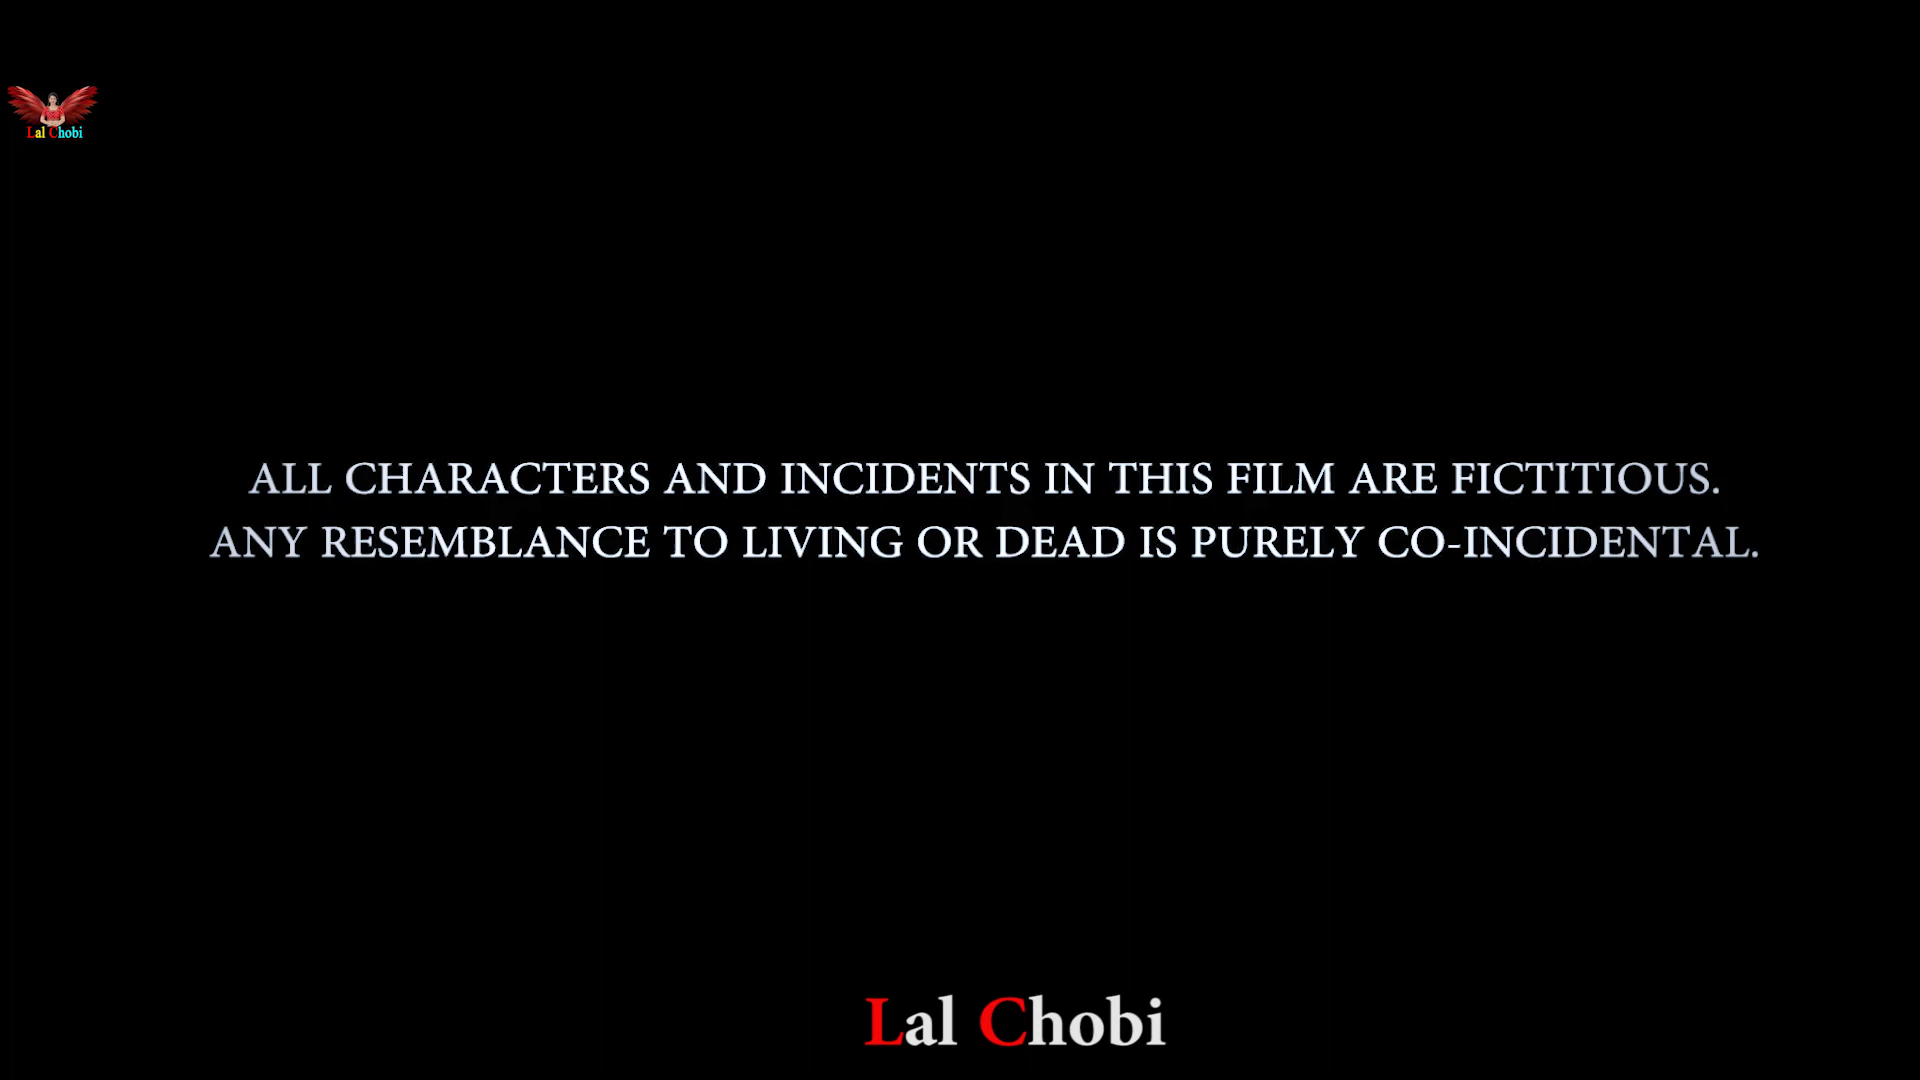 Lal Chobi
ALL CHARACTERS AND INCIDENTS IN THIS FILM ARE FICTITIOUS.
ANY RESEMBLANCE TO LIVING OR DEAD IS PURELY CO-INCIDENTAL.
Lal Chobi